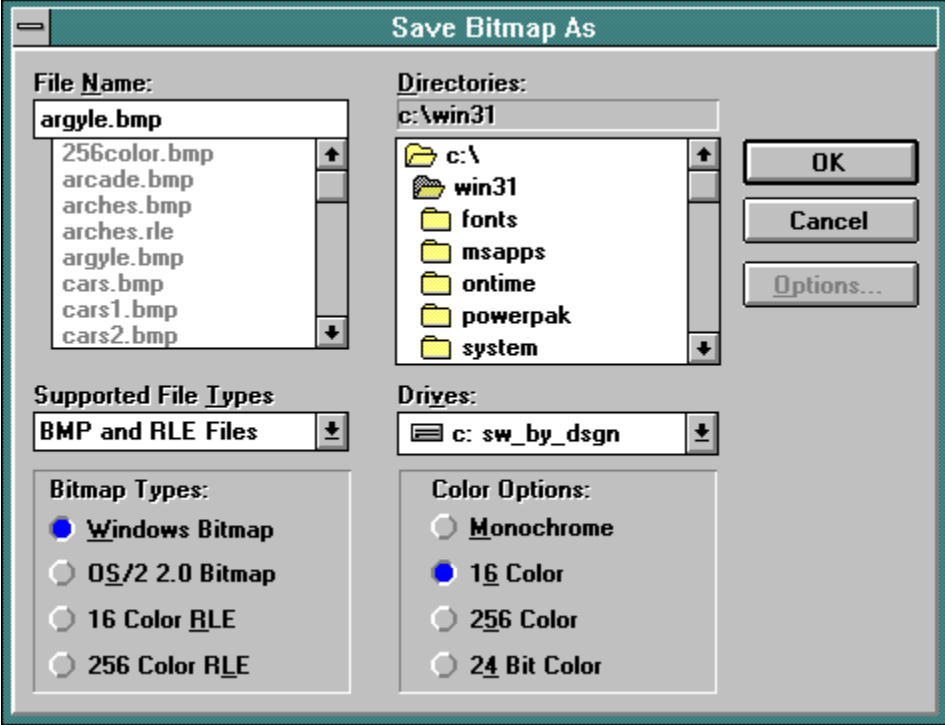 Save Bitmap As
File Name:
argyle.bmp
256color.bmp
arcade.bmp
arches.bmp
arches.rle
argyle.bmp
cars.bmp
cars1.bmp
cars2.bmp
Directories:
c:\win31
c:\
win31
fonts
msapps
ontime
powerpak
system
OK
Cancel
Options...
Supported File Types
BMP and RLE Files
Drives:
c: sw_by_dsgn
Bitmap Types:
Windows Bitmap
OS/2 2.0 Bitmap
16 Color RLE
256 Color RLE
Color Options:
Monochrome
16 Color
256 Color
24 Bit Color